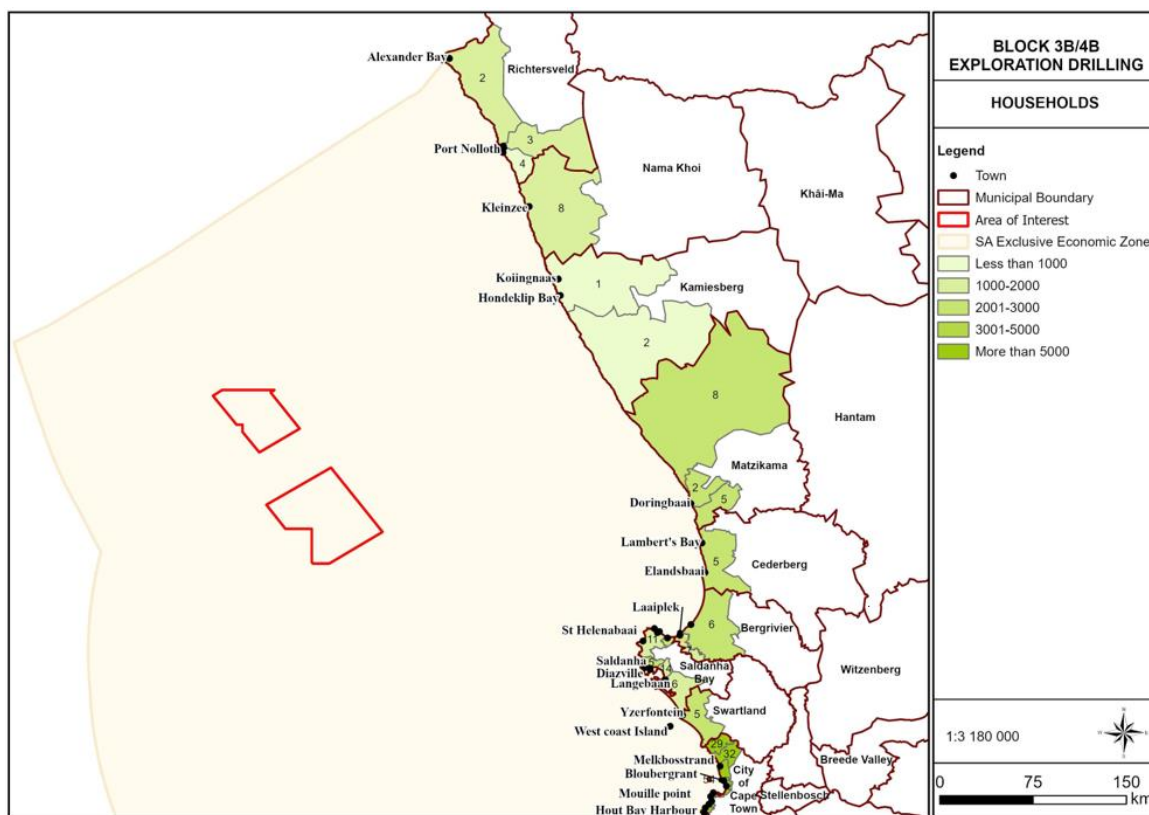 Alexander Bay
2
Richtersveld
3
Port Nolloth
4
Nama Khoi
Khâi-Ma
Kleinzee
8
Koiingnaas
1
Kamiesberg
Hondeklip Bay
2
8
Hantam
Matzikama
2
5
Doringbaai
Lambert's Bay
5
Cederberg
Elandsbaai
Laaiplek
6
Bergrivier
St Helenabaai
11
Witzenberg
Saldanha
Saldanha
Bay
Diazville
Langebaan
6
Swartland
Yzerfontein
5
West coast Island
29
32
Melkbosstrand
Breede Valley
Bloubergrant
City
of
Cape
Town
Stellenbosch
Mouille point
Hout Bay Harbour
BLOCK 3B/4B
EXPLORATION DRILLING
HOUSEHOLDS
Legend
Town
Municipal Boundary
Area of Interest
SA Exclusive Economic Zone
Less than 1000
1000-2000
2001-3000
3001-5000
More than 5000
1:3 180 000
0 75 150
km